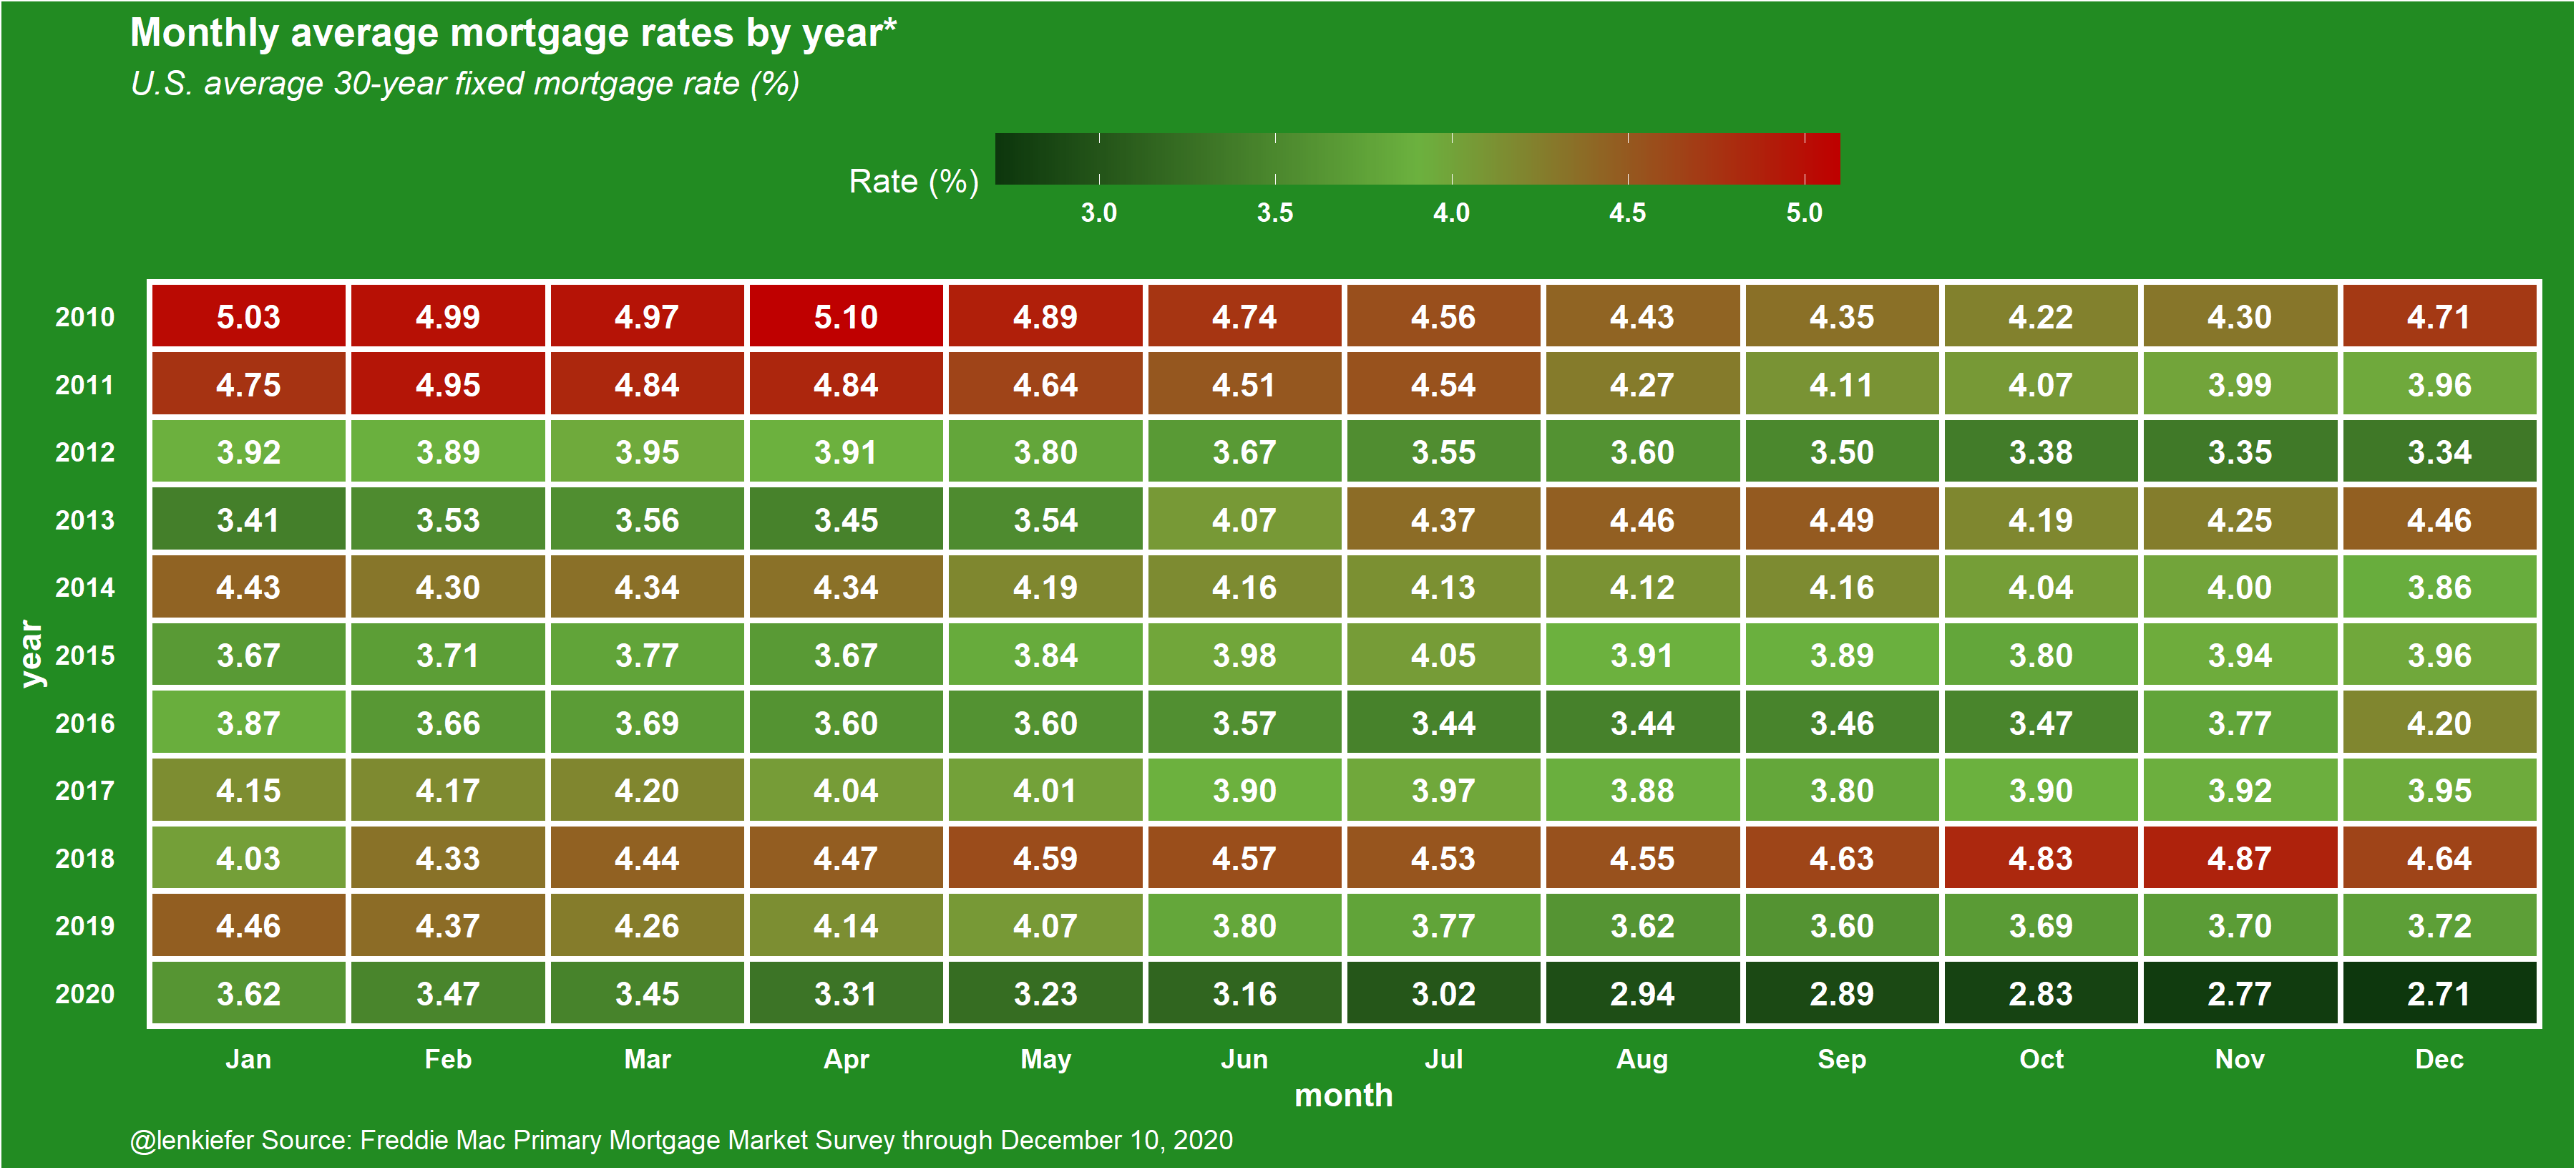 Monthly average mortgage rates by year*
U.S. average 30-year fixed mortgage rate (%)
Rate (%)
3.0 3.5 4.0 4.5 5.0
2010 5.03 4.99 4.97 5.10 4.89 4.74 4.56 4.43 4.35 4.22 4.30 4.71
2011 4.75 4.95 4.84 4.84 4.64 4.51 4.54 4.27 4.11 4.07 3.99 3.96
2012 3.92 3.89 3.95 3.91 3.80 3.67 3.55 3.60 3.50 3.38 3.35 3.34
2013 3.41 3.53 3.56 3.45 3.54 4.07 4.37 4.46 4.49 4.19 4.25 4.46
2014 4.43 4.30 4.34 4.34 4.19 4.16 4.13 4.12 4.16 4.04 4.00 3.86
year
2015 3.67 3.71 3.77 3.67 3.84 3.98 4.05 3.91 3.89 3.80 3.94 3.96
2016 3.87 3.66 3.69 3.60 3.60 3.57 3.44 3.44 3.46 3.47 3.77 4.20
2017 4.15 4.17 4.20 4.04 4.01 3.90 3.97 3.88 3.80 3.90 3.92 3.95
2018 4.03 4.33 4.44 4.47 4.59 4.57 4.53 4.55 4.63 4.83 4.87 4.64
2019 4.46 4.37 4.26 4.14 4.07 3.80 3.77 3.62 3.60 3.69 3.70 3.72
2020 3.62 3.47 3.45 3.31 3.23 3.16 3.02 2.94 2.89 2.83 2.77 2.71
Jan Feb Mar Apr May Jun Jul Aug Sep Oct Nov Dec
month
@lenkiefer Source: Freddie Mac Primary Mortgage Market Survey through December 10, 2020